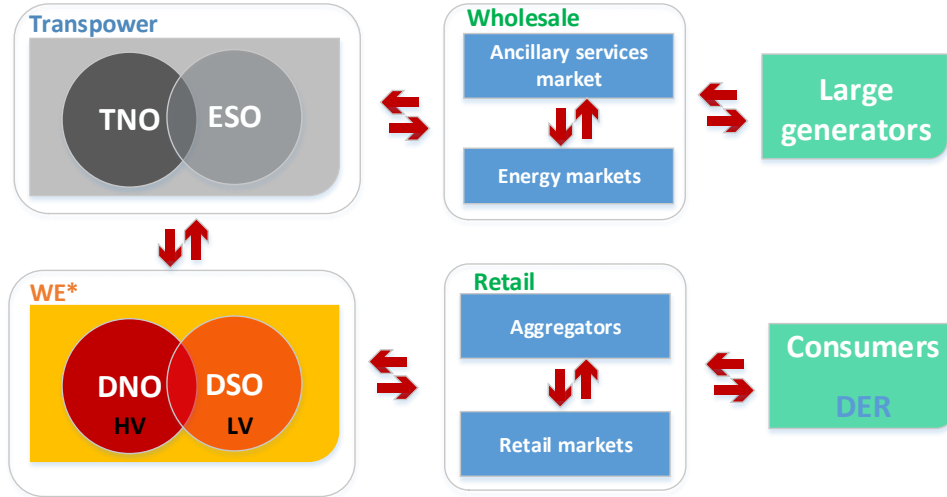 Transpower
TNO
ESO
Wholesale
Ancillary services
market
Energy markets
Large
generators
WE*
DNO
HV
DSO
LV
Retail
Aggregators
Retail markets
Consumers
DER